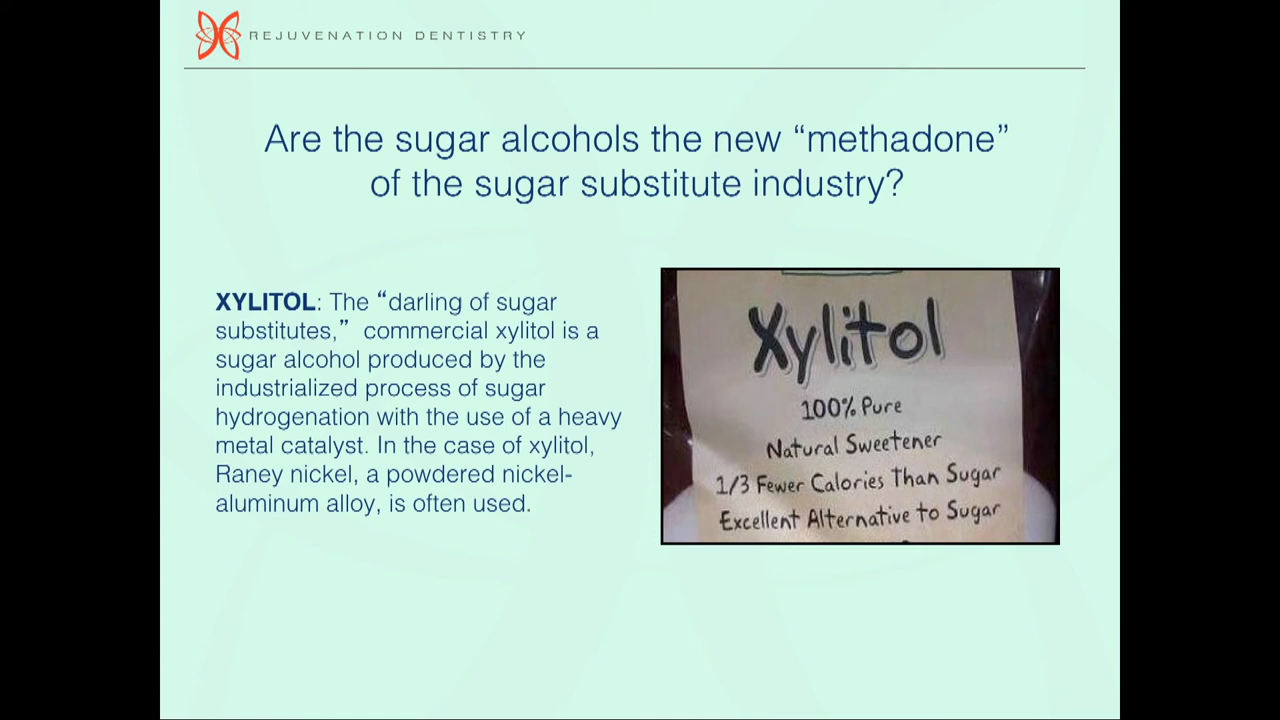 REJUVENATION DENTISTRY
Are the sugar alcohols the new “methadone”
of the sugar substitute industry?
XYLITOL: The “darling of sugar
substitutes,” commercial xylitol is a
sugar alcohol produced by the
industrialized process of sugar
hydrogenation with the use of a heavy
metal catalyst. In the case of xylitol,
Raney nickel, a powdered nickel-
aluminum alloy, is often used.
Xylitol
100% Pure
Natural Sweetener
1/3 Fewer Calories Than Sugar
Excellent Alternative to Sugar